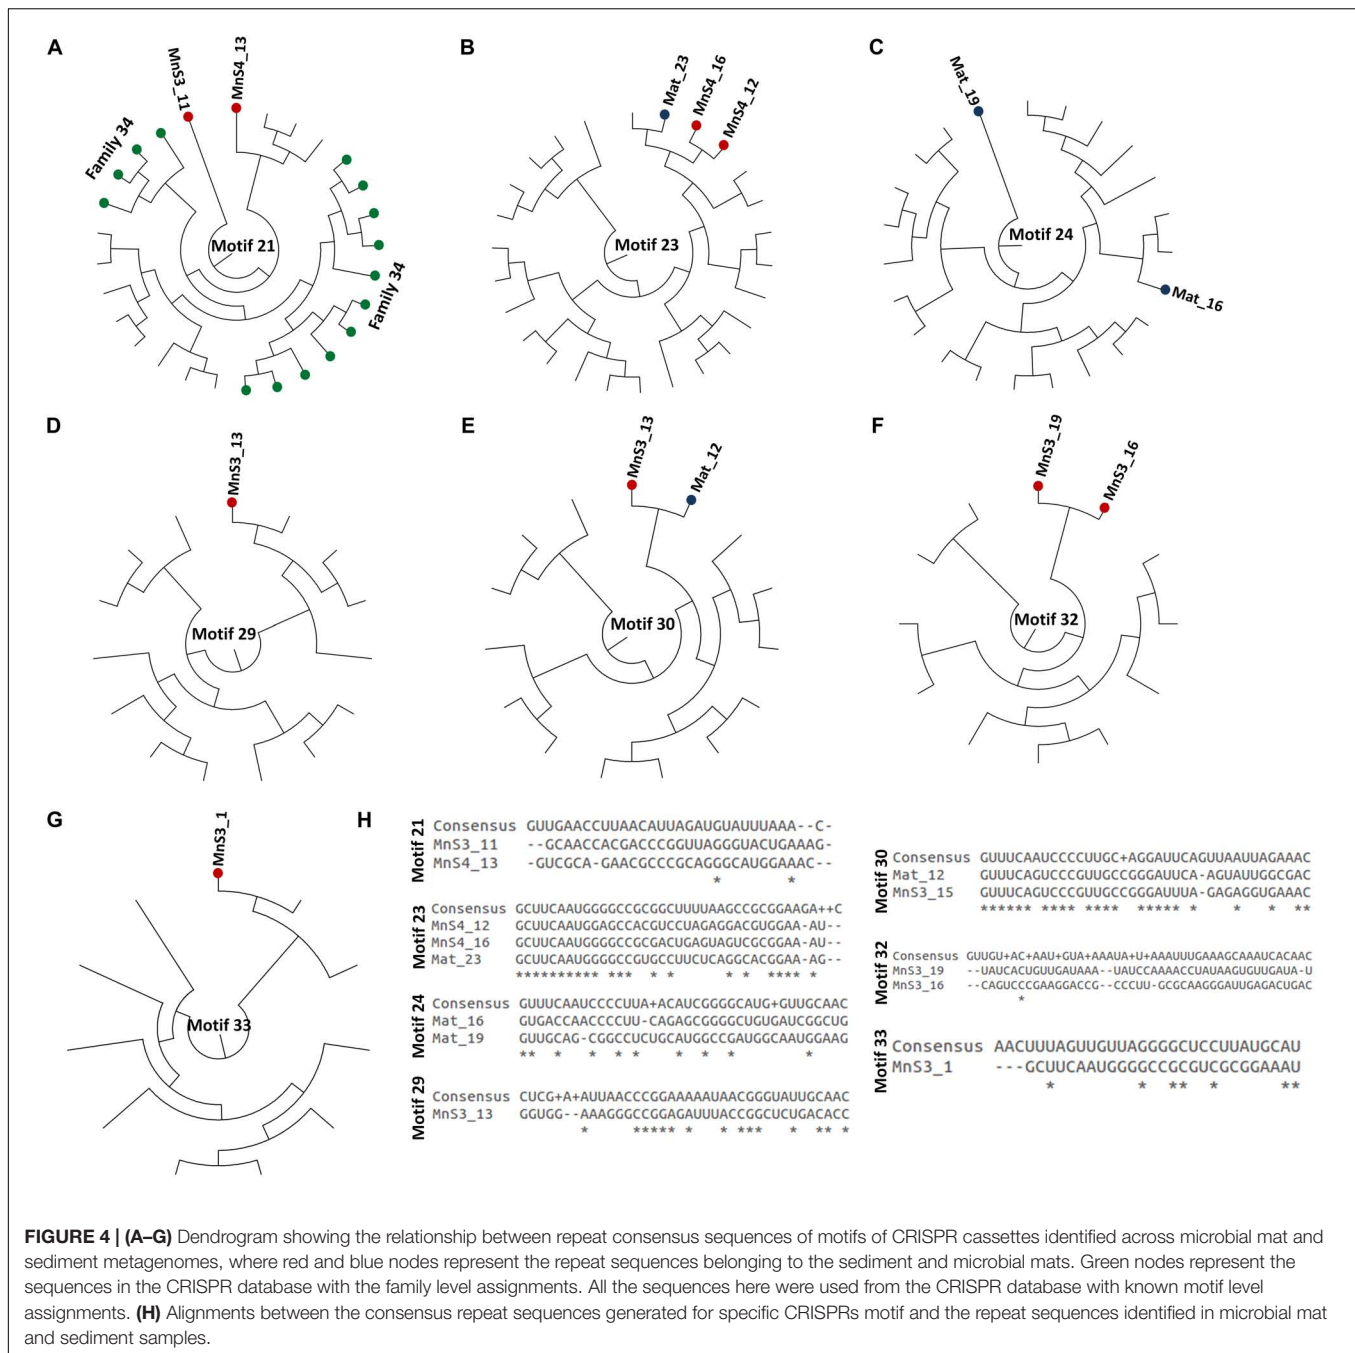 A
MnS3_11
MnS4_13
Family 34
Family 34
Motif 21
B
Mat_23
MnS4_16
MnS4_12
Motif 23
C
Mat_19
Motif 24
Mat_16
D
MnS3_13
Motif 29
E
MnS3_13
Mat_12
Motif 30
F
MnS3_19
MnS3_16
Motif 32
G
MnS3_1
Motif 33
H
Motif 21
Consensus GUUGAACCUUAACAUUAGAUGUAUUUAAA--C-
MnS3_11 --GCAACCACGACCCGGUUAGGGUACUGAAAG-
MnS4_13 -GUCGCA-GAACGCCCGCAGGGCAUGGAAAC--
* *
Motif 23
Consensus GCUUCAAUGGGGCCGCGGCUUUUAAGCCGCGGAAGA++C
MnS4_12 GCUUCAAUGGAGCCACGUCCUAGAGGACGUGGAA-AU--
MnS4_16 GCUUCAAUGGGGCCGCGACUGAGUAGUCGCGGAA-AU--
Mat_23 GCUUCAAUGGGGCCGUGCCUUCUCAGGCACGGAA-AG--
********** *** * * * * **** *
Motif 24
Consensus GUUUCAAUCCCCUUA+ACAUCGGGGCAUG+GUUGCAAC
Mat_16 GUGACCAACCCCUU-CAGAGCGGGGCUGUGAUCGGCUG
Mat_19 GUUGCAG-CGGCCUCUGCAUGGCCGAUGGCAAUGGAAG
** * * * * * * * *
Motif 29
Consensus CUCG+A+AUUAACCCGGAAAAAUAACGGGUAUUGCAAC
MnS3_13 GGUGG--AAAGGGCCGGAGAUUUACCGGCUCUGACACC
* ***** * * *** * ** *
Motif 30
Consensus GUUUCAAUCCCCUUGC+AGGAUUCAGUUAAUUAGAAAC
Mat_12 GUUUCAGUCCCGUUGCCGGGAUUCA-AGUAUUGGCGAC
MnS3_15 GUUUCAGUCCCGUUGCCGGGAUUUA-GAGAGGUGAAAC
****** **** **** ***** * * * **
Motif 32
Consensus GUUGU+AC+AAU+GUA+AAAUA+U+AAAUUUGAAAGCAAAUCACAAC
MnS3_19 --UAUCACUGUUGAUAAA--UAUCCAAAACCUAUAAGUGUUGAUA-U
MnS3_16 --CAGUCCCGAAGGACCG--CCCUU-GCGCAAGGGAUUGAGACUGAC
*
Motif 33
Consensus AACUUUAGUUGUUAGGGGCUCCUUAUGCAU
MnS3_1 ---GCUUCAAUGGGGCCGCGUCGCGGAAAU
* * ** * **
FIGURE 4 | (A–G) Dendrogram showing the relationship between repeat consensus sequences of motifs of CRISPR cassettes identified across microbial mat and
sediment metagenomes, where red and blue nodes represent the repeat sequences belonging to the sediment and microbial mats. Green nodes represent the
sequences in the CRISPR database with the family level assignments. All the sequences here were used from the CRISPR database with known motif level
assignments. (H) Alignments between the consensus repeat sequences generated for specific CRISPRs motif and the repeat sequences identified in microbial mat
and sediment samples.